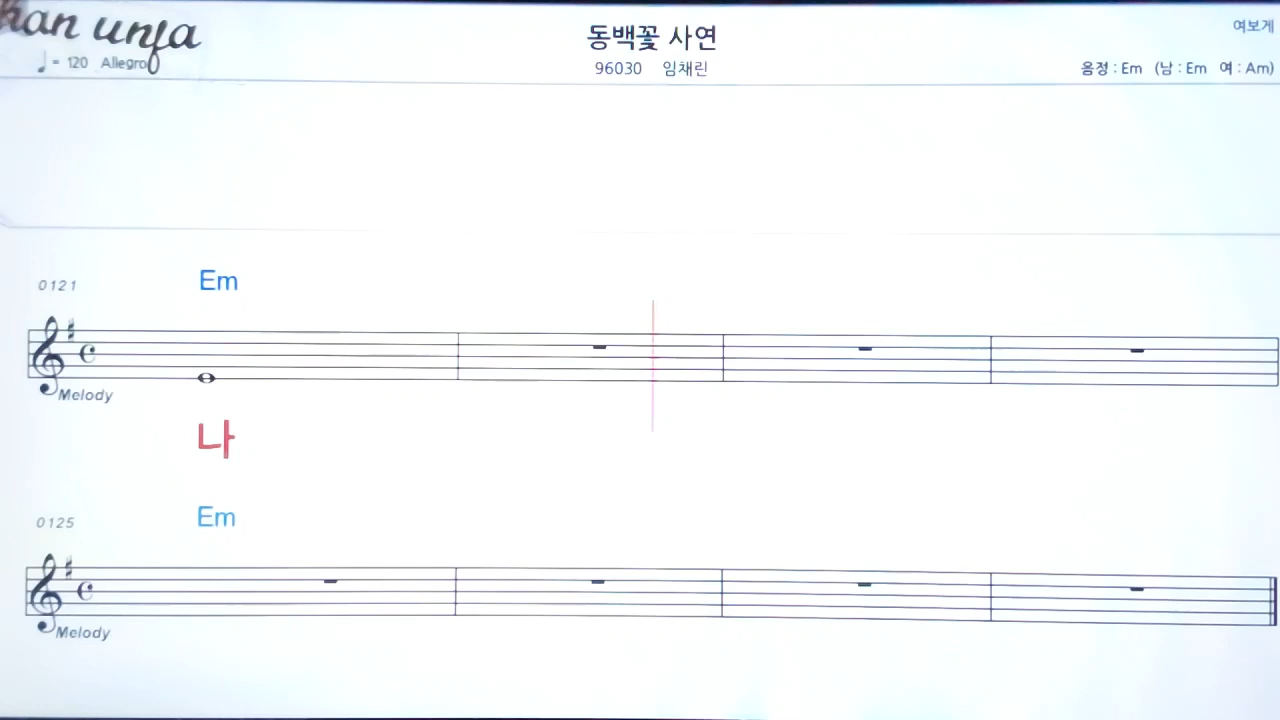 han unfa
동백꽃 사연
여보게
♩ = 120 Allegro
96030 임채린
음정 : Em (남 : Em 여 : Am)
0121
Em
Melody
나
0125
Em
Melody